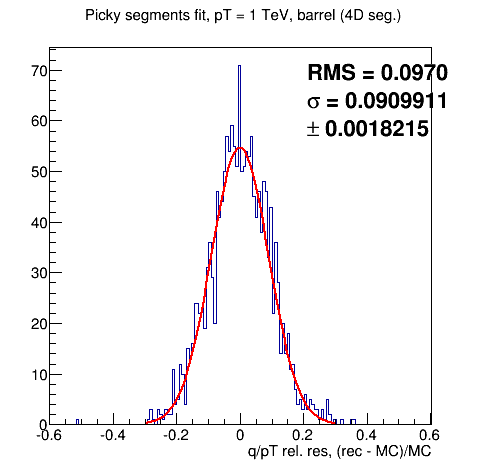 Picky segments fit, pT = 1 TeV, barrel (4D seg.)
RMS = 0.0970
σ = 0.0909911
± 0.0018215
70
60
50
40
30
20
10
0
-0.6 -0.4 -0.2 0 0.2 0.4 0.6
q/pT rel. res, (rec - MC)/MC